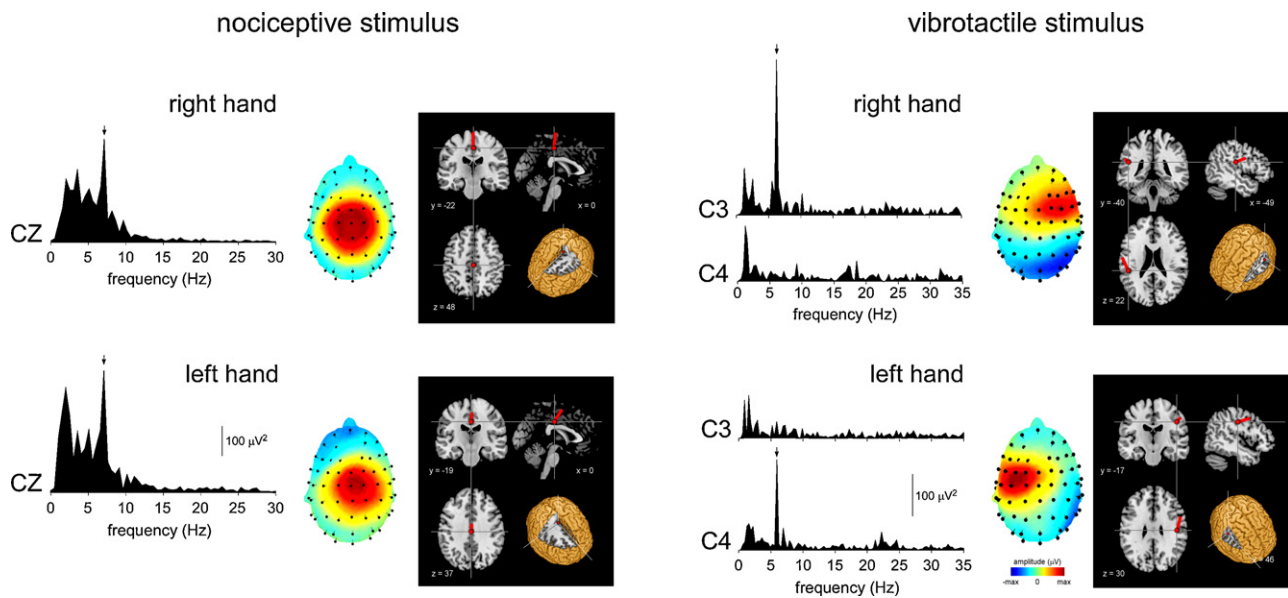 nociceptive stimulus
vibrotactile stimulus
right hand
CZ
0 5 10 15 20 25 30
frequency (Hz)
y = -22
x = 0
z = 48
right hand
C3
C4
0 5 10 15 20 25 30 35
frequency (Hz)
y = -40
x = -49
z = 22
left hand
100 µV²
CZ
0 5 10 15 20 25 30
frequency (Hz)
y = -19
x = 0
z = 37
left hand
C3
100 µV²
C4
0 5 10 15 20 25 30 35
frequency (Hz)
amplitude (µV)
-max 0 max
y = -17
z = 30